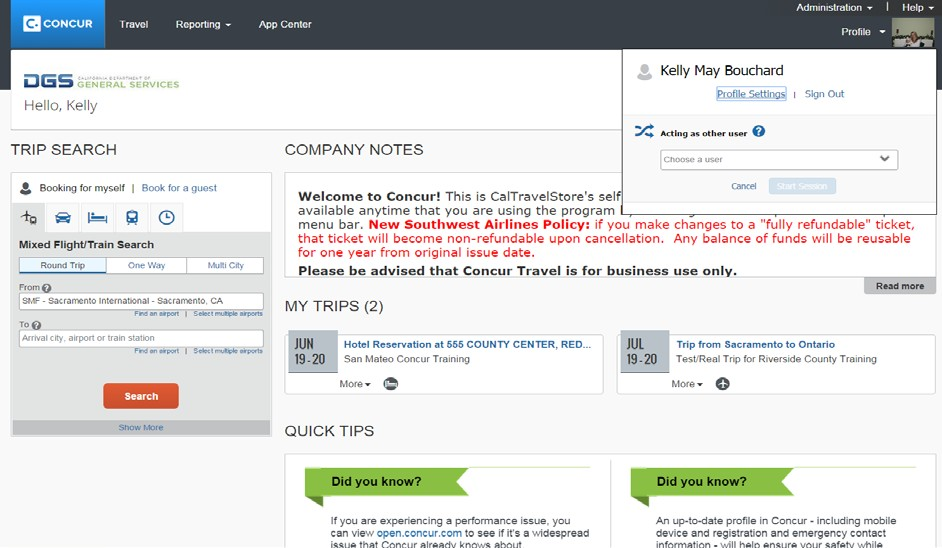 CONCUR
Travel
Reporting
App Center
Administration
|
Help
Profile
Kelly May Bouchard
Profile Settings | Sign Out
Acting as other user ?
Choose a user
Cancel
Start Session
DGS CALIFORNIA DEPARTMENT OF
GENERAL SERVICES
Hello, Kelly
TRIP SEARCH
Booking for myself | Book for a guest
Mixed Flight/Train Search
Round Trip
One Way
Multi City
From ?
SMF - Sacramento International - Sacramento, CA
Find an airport | Select multiple airports
To ?
Arrival city, airport or train station
Find an airport | Select multiple airports
Search
Show More
COMPANY NOTES
Welcome to Concur! This is CalTravelStore's self
available anytime that you are using the program
menu bar. New Southwest Airlines Policy: if you make changes to a "fully refundable" ticket,
that ticket will become non-refundable upon cancellation. Any balance of funds will be reusable
for one year from original issue date.
Please be advised that Concur Travel is for business use only.
Read more
MY TRIPS (2)
JUN
19 - 20
Hotel Reservation at 555 COUNTY CENTER, RED...
San Mateo Concur Training
More
JUL
19 - 20
Trip from Sacramento to Ontario
Test/Real Trip for Riverside County Training
More
QUICK TIPS
Did you know?
If you are experiencing a performance issue, you
can view open.concur.com to see if it's a widespread
issue that Concur already knows about
Did you know?
An up-to-date profile in Concur - including mobile
device and registration and emergency contact
information - will help ensure your safety while